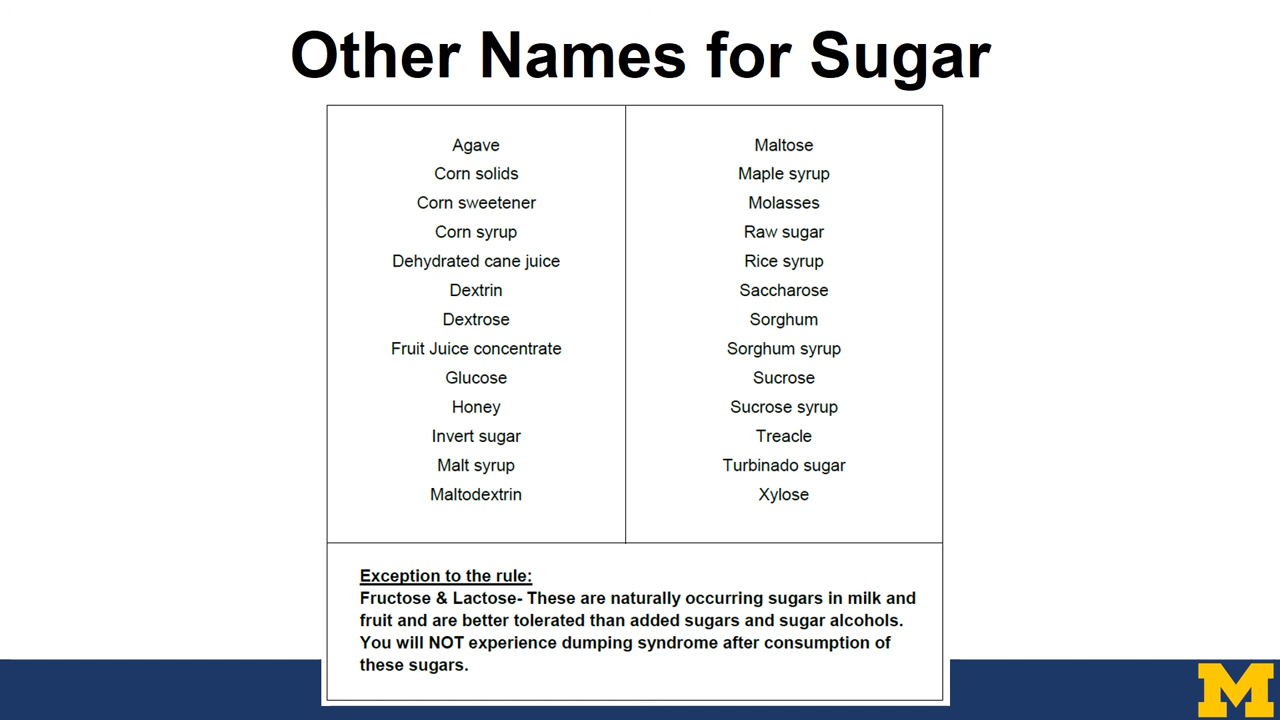 Other Names for Sugar
Agave
Corn solids
Corn sweetener
Corn syrup
Dehydrated cane juice
Dextrin
Dextrose
Fruit Juice concentrate
Glucose
Honey
Invert sugar
Malt syrup
Maltodextrin
Maltose
Maple syrup
Molasses
Raw sugar
Rice syrup
Saccharose
Sorghum
Sorghum syrup
Sucrose
Sucrose syrup
Treacle
Turbinado sugar
Xylose
Exception to the rule:
Fructose & Lactose- These are naturally occurring sugars in milk and
fruit and are better tolerated than added sugars and sugar alcohols.
You will NOT experience dumping syndrome after consumption of
these sugars.
M